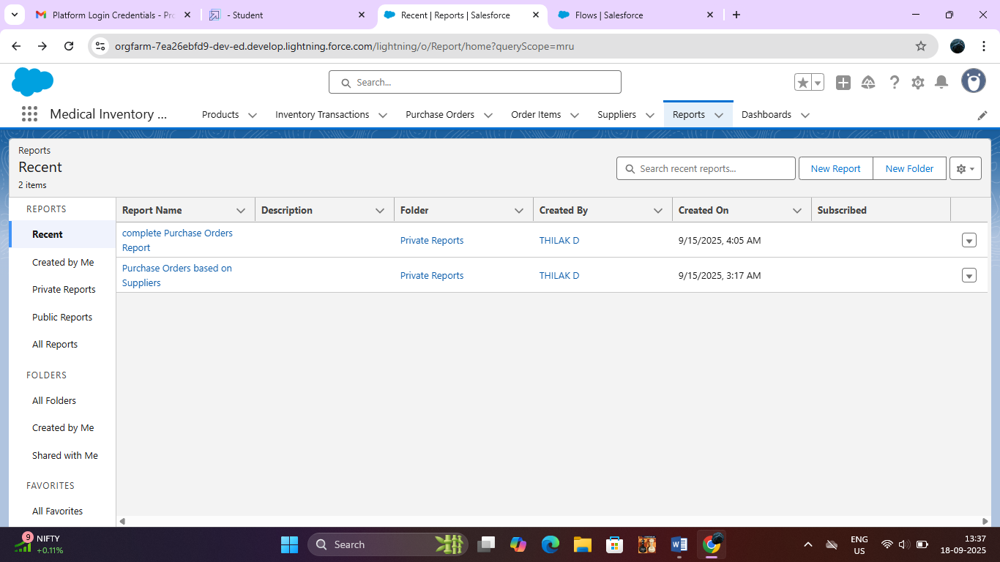 Platform Login Credentials - Pro
- Student
Recent | Reports | Salesforce
Flows | Salesforce
orgfarm-7ea26ebfd9-dev-ed.develop.lightning.force.com/lightning/o/Report/home?queryScope=mru
Search...
Medical Inventory ...
Products
Inventory Transactions
Purchase Orders
Order Items
Suppliers
Reports
Dashboards
Reports
Recent
2 items
Search recent reports...
New Report
New Folder
REPORTS
Recent
Created by Me
Private Reports
Public Reports
All Reports
FOLDERS
All Folders
Created by Me
Shared with Me
FAVORITES
All Favorites
Report Name
Description
Folder
Created By
Created On
Subscribed
complete Purchase Orders
Report
Private Reports
THILAK D
9/15/2025, 4:05 AM
Purchase Orders based on
Suppliers
Private Reports
THILAK D
9/15/2025, 3:17 AM
9
NIFTY
+0.11%
Search
ENG
US
13:37
18-09-2025